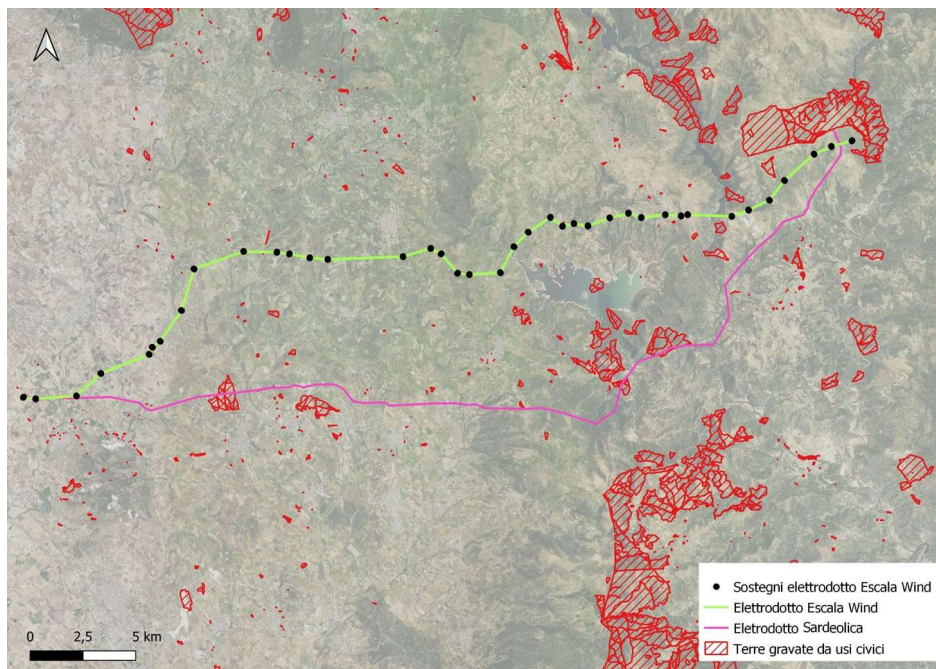 Sostegni elettrodotto Escala Wind
Elettrodotto Escala Wind
Eletrodotto Sardeolica
Terre gravate da usi civici
0 2,5 5 km